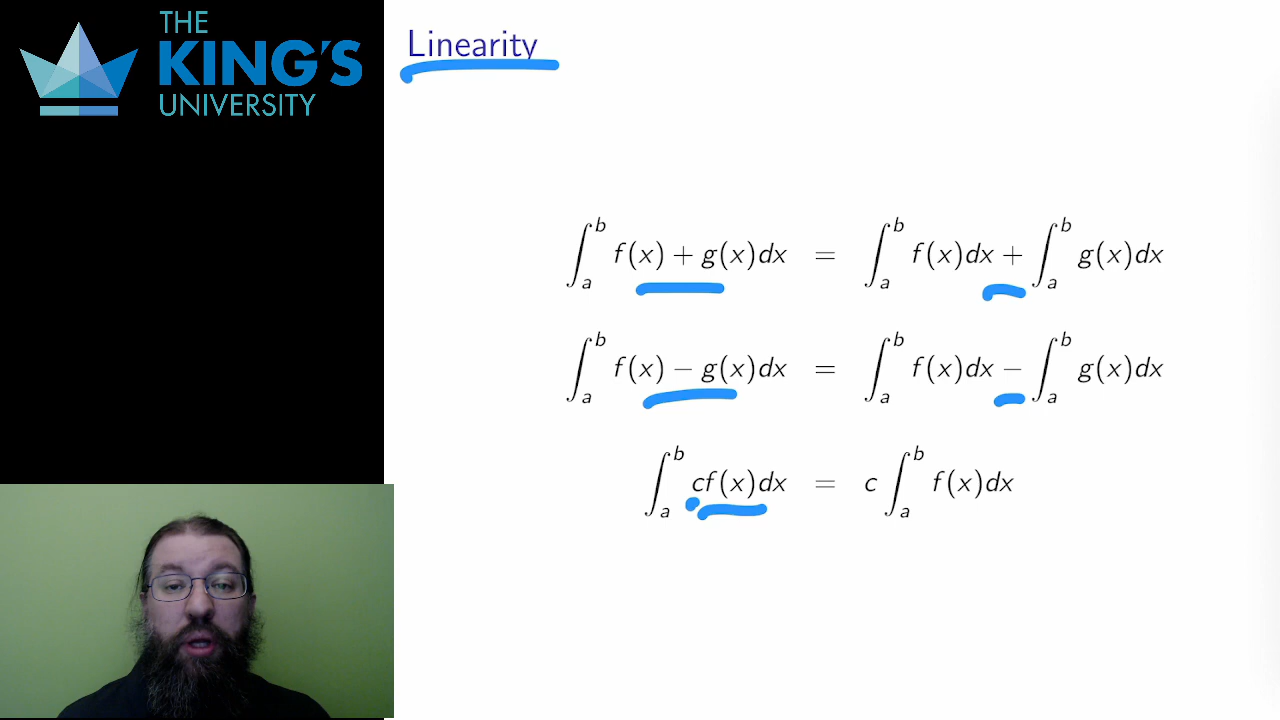 THE
KING'S
UNIVERSITY
Linearity
∫_a^b f(x) + g(x)dx = ∫_a^b f(x)dx + ∫_a^b g(x)dx
∫_a^b f(x) − g(x)dx = ∫_a^b f(x)dx − ∫_a^b g(x)dx
∫_a^b cf(x)dx = c ∫_a^b f(x)dx